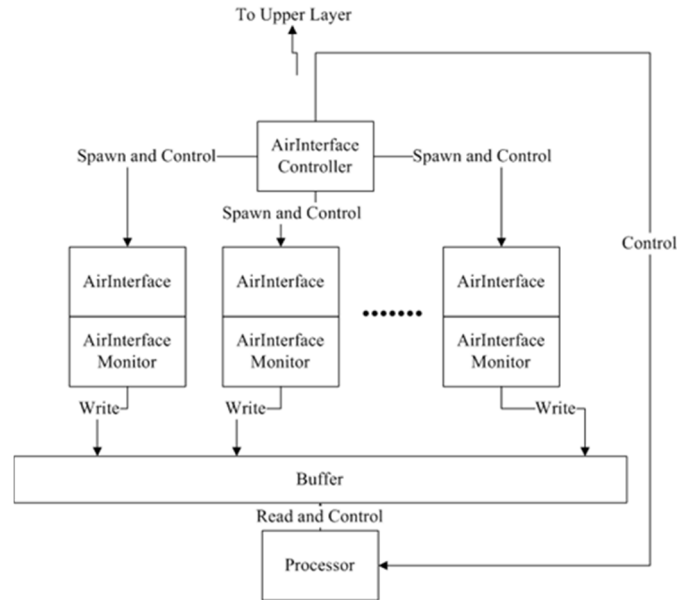 To Upper Layer
AirInterface
Controller
Spawn and Control
Spawn and Control
Spawn and Control
Control
AirInterface
AirInterface
AirInterface
AirInterface
Monitor
AirInterface
Monitor
AirInterface
Monitor
Write
Write
Write
Buffer
Read and Control
Processor